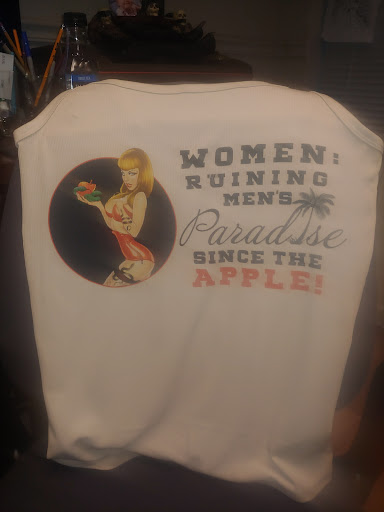 WOMEN:
RUINING
MEN'S
Paradise
SINCE THE
APPLE!